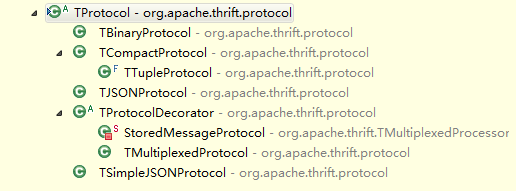 TProtocol - org.apache.thrift.protocol
TBinaryProtocol - org.apache.thrift.protocol
TCompactProtocol - org.apache.thrift.protocol
TTupleProtocol - org.apache.thrift.protocol
TJSONProtocol - org.apache.thrift.protocol
TProtocolDecorator - org.apache.thrift.protocol
StoredMessageProtocol - org.apache.thrift.TMultiplexedProcessor
TMultiplexedProtocol - org.apache.thrift.protocol
TSimpleJSONProtocol - org.apache.thrift.protocol